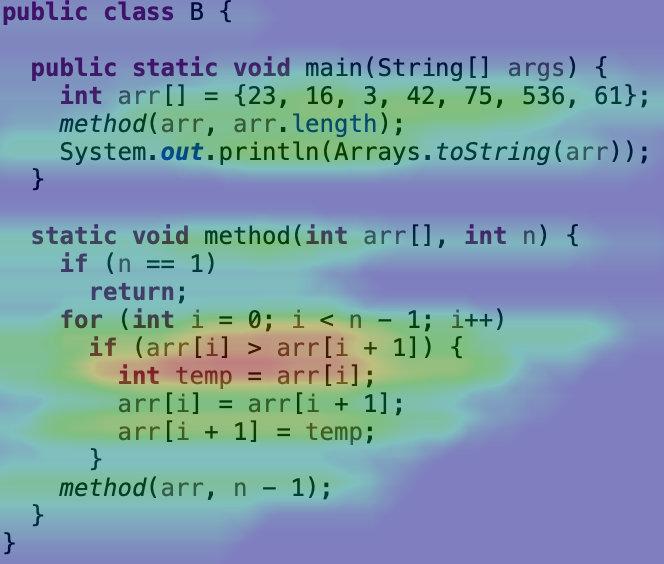 public class B {
  public static void main(String[] args) {
    int arr[] = {23, 16, 3, 42, 75, 536, 61};
    method(arr, arr.length);
    System.out.println(Arrays.toString(arr));
  }
  static void method(int arr[], int n) {
    if (n == 1)
      return;
    for (int i = 0; i < n - 1; i++)
      if (arr[i] > arr[i + 1]) {
        int temp = arr[i];
        arr[i] = arr[i + 1];
        arr[i + 1] = temp;
      }
    method(arr, n - 1);
  }
}